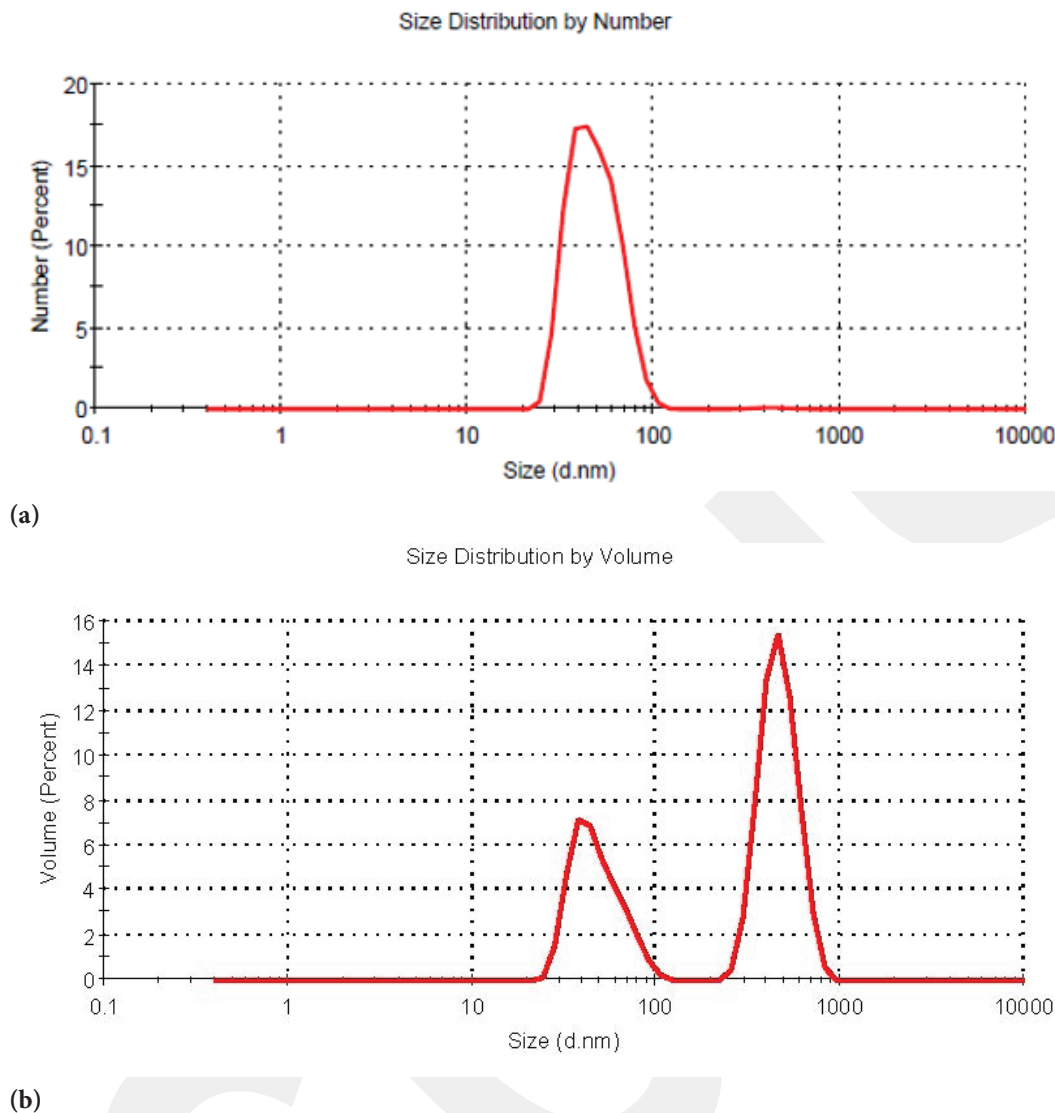 Size Distribution by Number
20
15
10
5
0
Number (Percent)
0.1 1 10 100 1000 10000
Size (d.nm)
(a)
Size Distribution by Volume
16
14
12
10
8
6
4
2
0
Volume (Percent)
0.1 1 10 100 1000 10000
Size (d.nm)
(b)